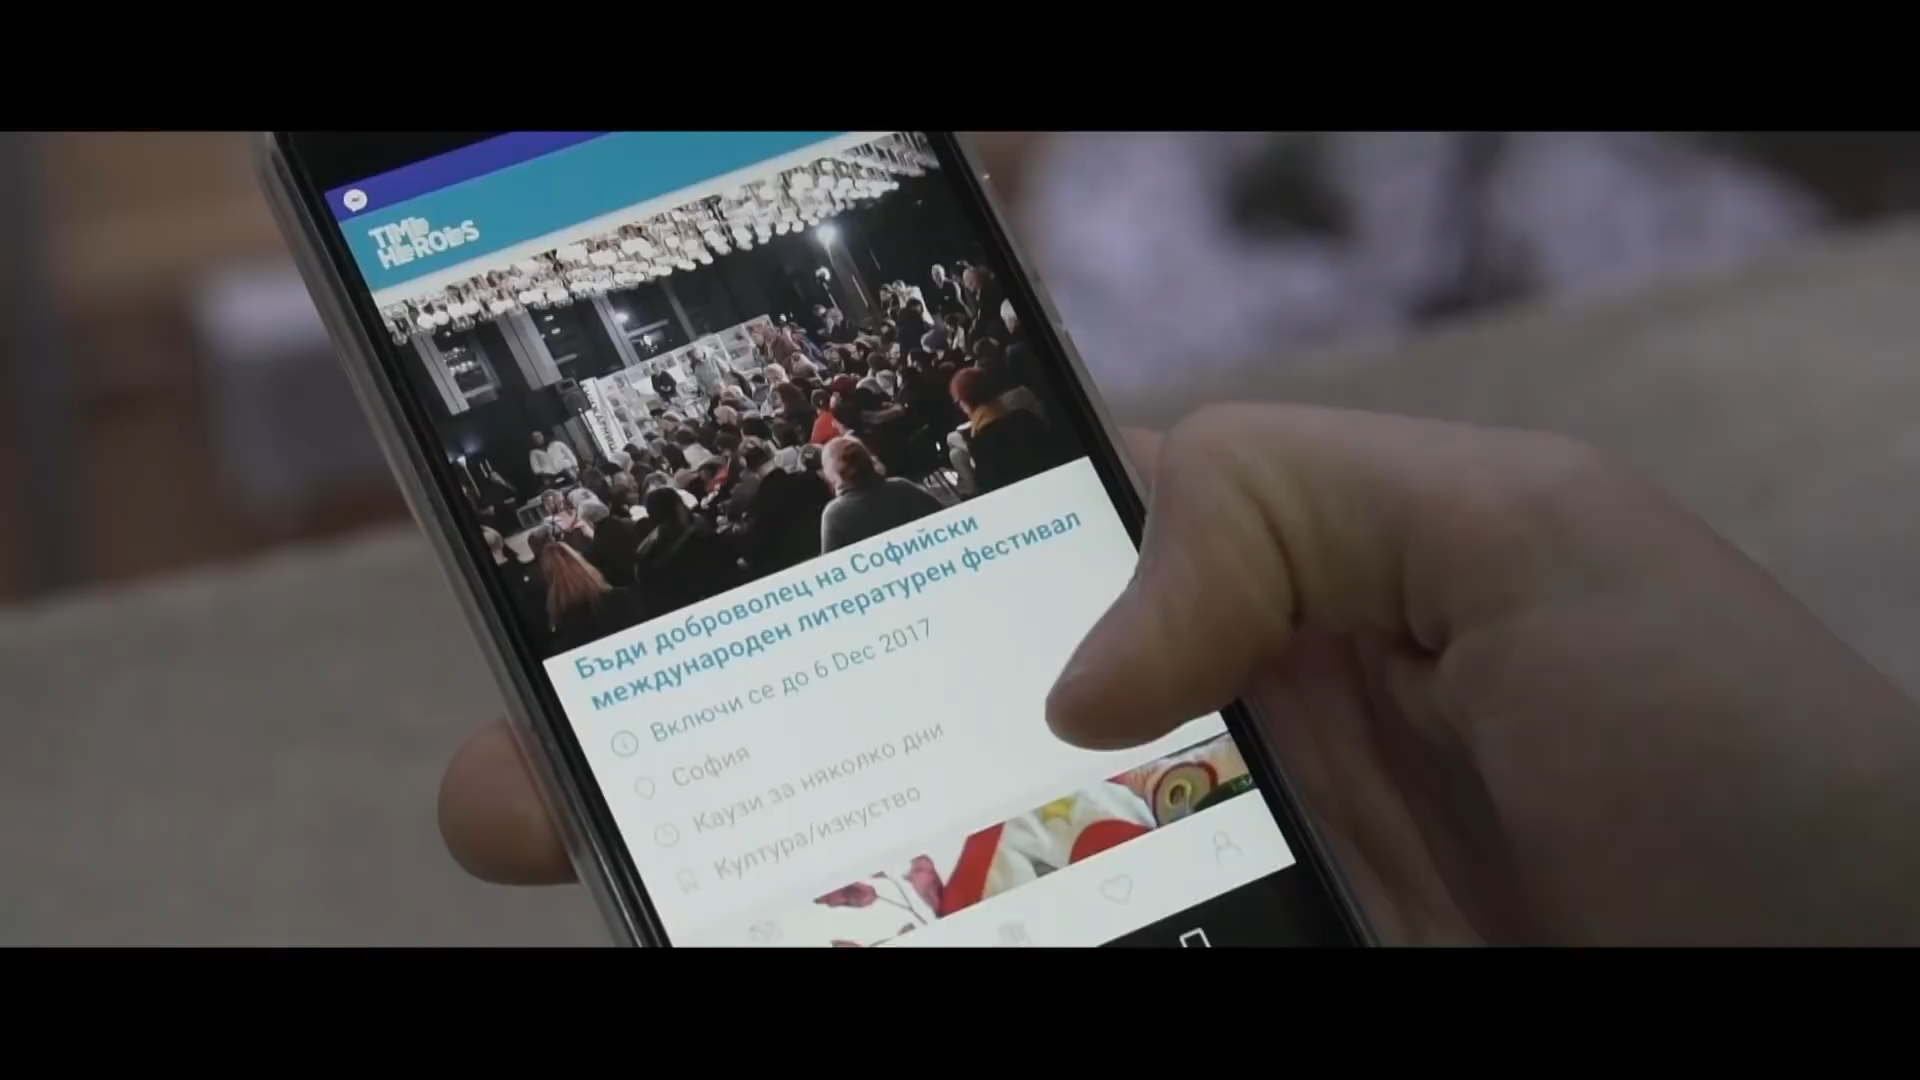 TIME
HEROES
Бъди доброволец на Софийски
международен литературен фестивал
Включи се до 6 Dec 2017
София
Каузи за няколко дни
Култура/изкуство